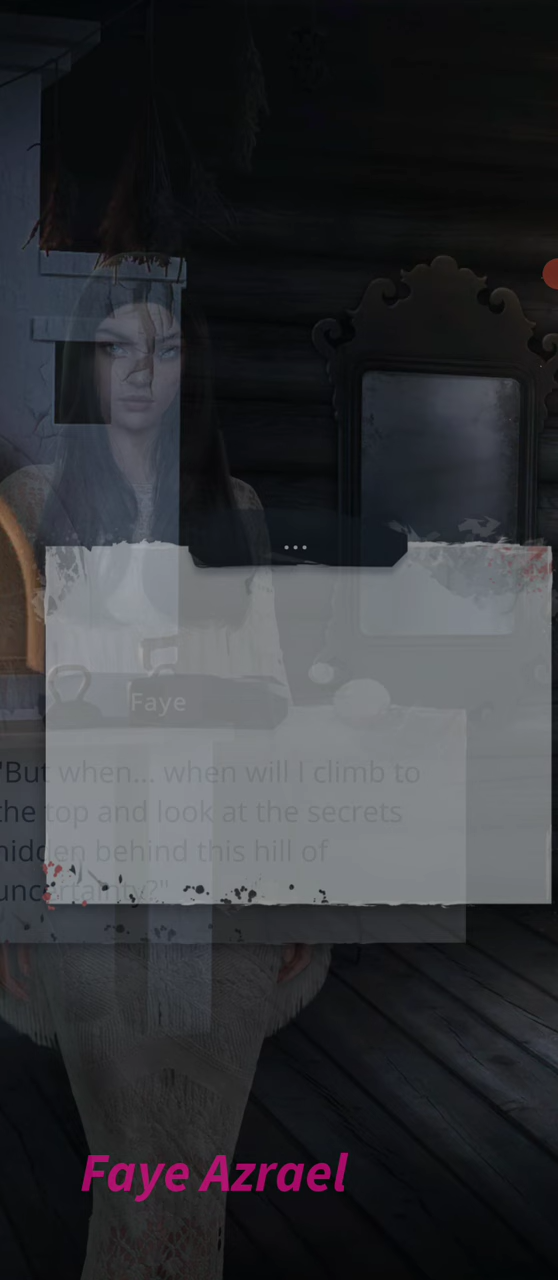 ...
Faye
"But when... when will I climb to
the top and look at the secrets
hidden behind this hill of
uncertainty?"
Faye Azrael